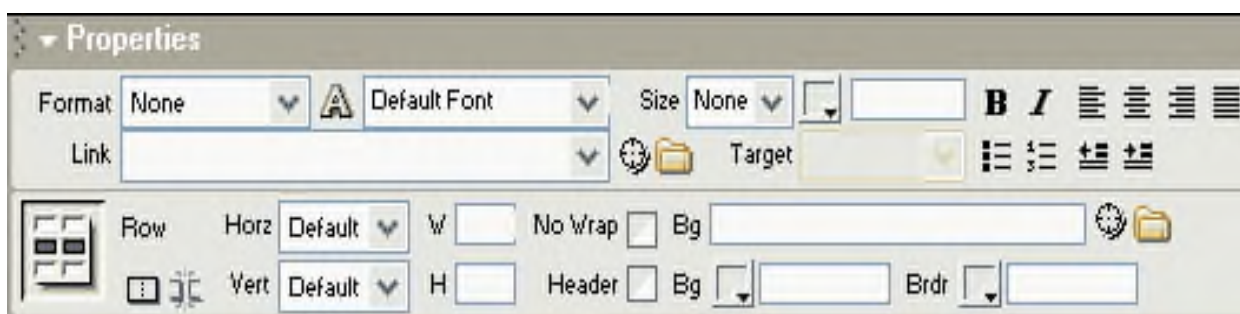 Properties
Format None Default Font Size None B I
Link Target
Row Horz Default W No Wrap Bg
Vert Default H Header Bg Brdr